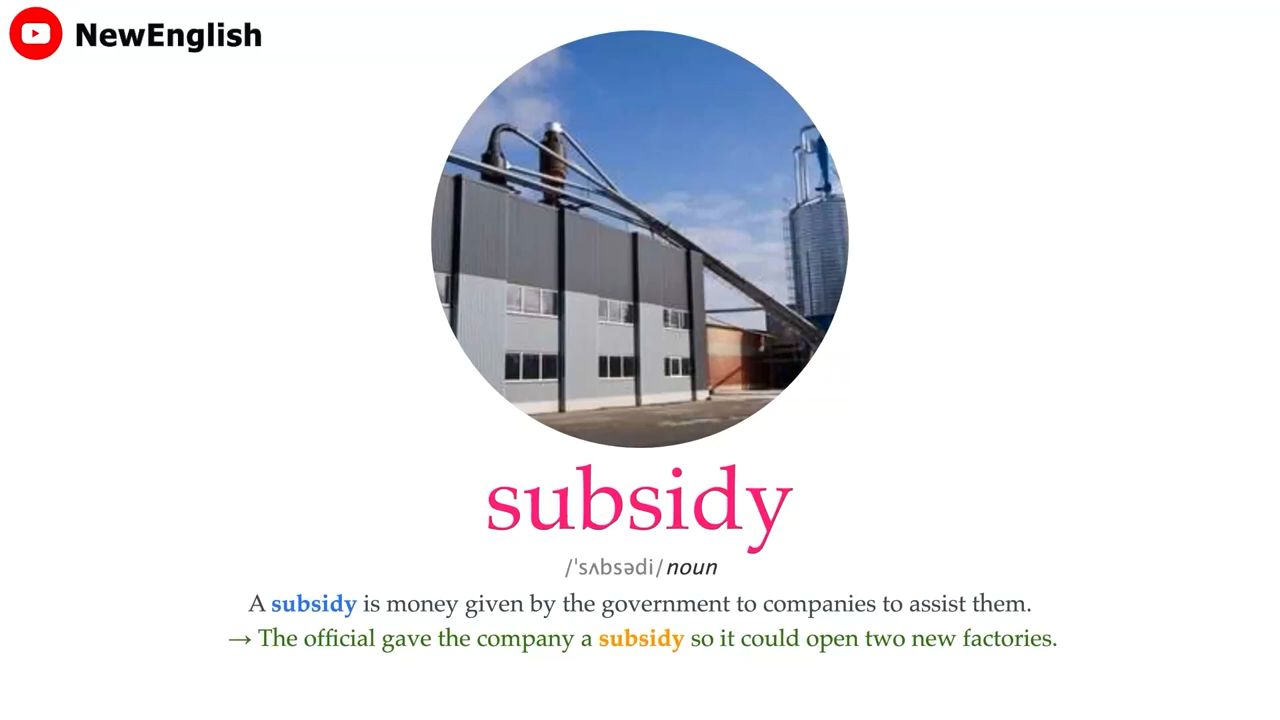 NewEnglish
subsidy
/ˈsʌbsədi/ noun
A subsidy is money given by the government to companies to assist them.
→ The official gave the company a subsidy so it could open two new factories.